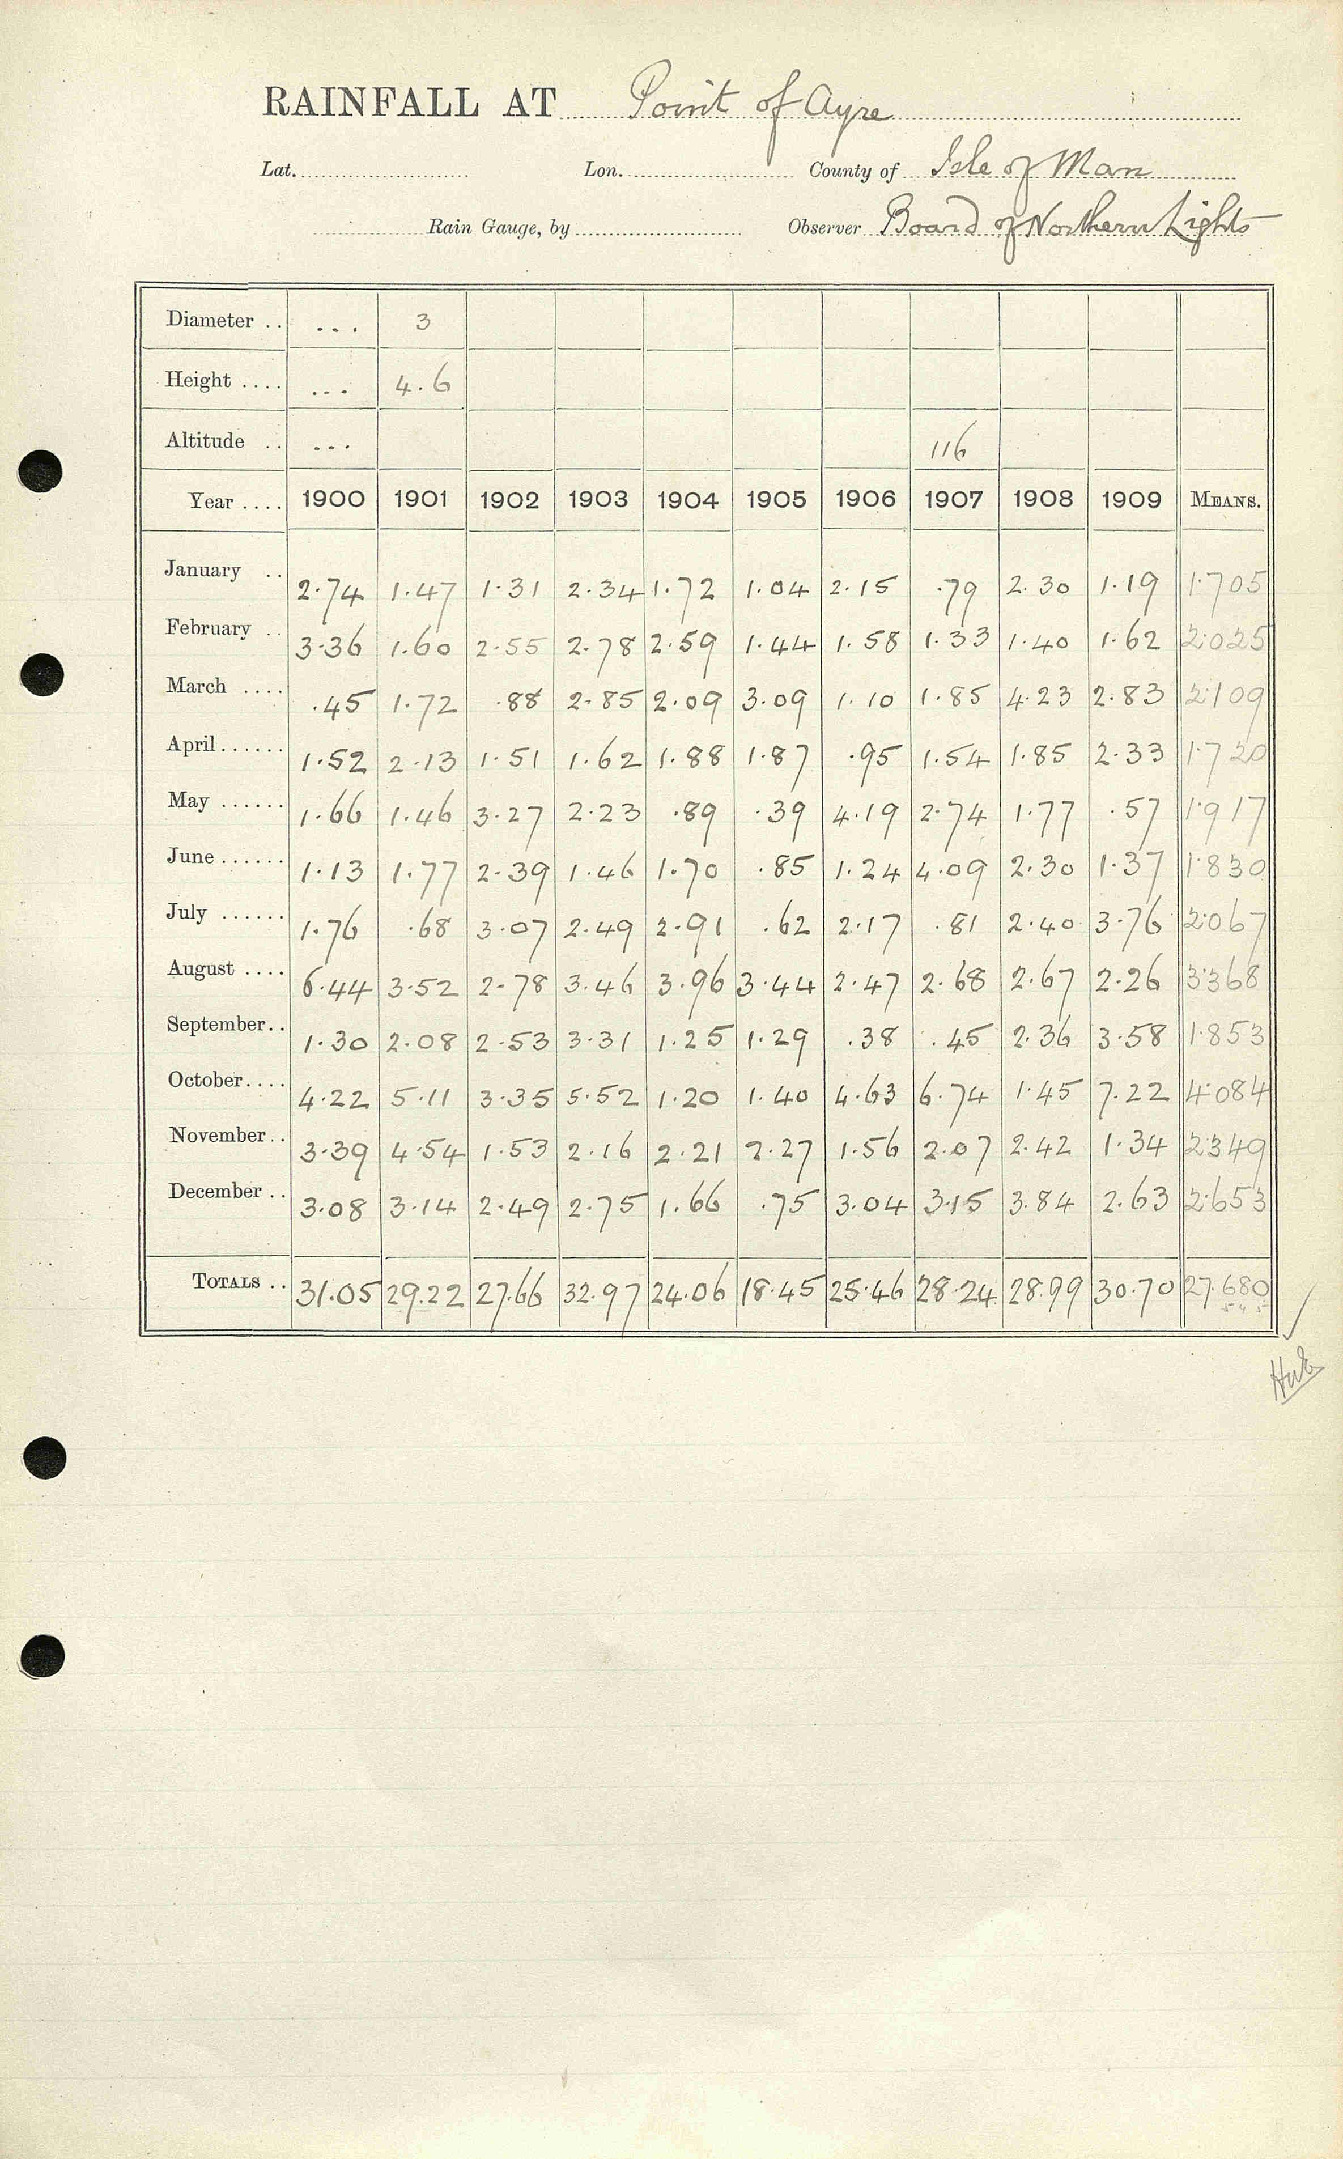 RAINFALL AT Point of Ayre
Lat. Lon. County of Isle of Man
Rain Gauge, by Observer Board of Northern Lights
Diameter .. ... 3
Height .... ... 4.6
Altitude .. ... 116
Year .... 1900 1901 1902 1903 1904 1905 1906 1907 1908 1909 MEANS.
January .. 2.74 1.47 1.31 2.34 1.72 1.04 2.15 .79 2.30 1.19 1.705
February .. 3.36 1.60 2.55 2.78 2.59 1.44 1.58 1.33 1.40 1.62 2.025
March .... .45 1.72 .88 2.85 2.09 3.09 1.10 1.85 4.23 2.83 2.109
April ...... 1.52 2.13 1.51 1.62 1.88 1.87 .95 1.54 1.85 2.33 1.720
May ...... 1.66 1.46 3.27 2.23 .89 .39 4.19 2.74 1.77 .57 1.917
June ...... 1.13 1.77 2.39 1.46 1.70 .85 1.24 4.09 2.30 1.37 1.830
July ...... 1.76 .68 3.07 2.49 2.91 .62 2.17 .81 2.40 3.76 2.067
August .... 6.44 3.52 2.78 3.46 3.96 3.44 2.47 2.68 2.67 2.26 3.368
September .. 1.30 2.08 2.53 3.31 1.25 1.29 .38 .45 2.36 3.58 1.853
October .... 4.22 5.11 3.35 5.52 1.20 1.40 4.63 6.74 1.45 7.22 4.084
November .. 3.39 4.54 1.53 2.16 2.21 2.27 1.56 2.07 2.42 1.34 2.349
December .. 3.08 3.14 2.49 2.75 1.66 .75 3.04 3.15 3.84 2.63 2.653
TOTALS .. 31.05 29.22 27.66 32.97 24.06 18.45 25.46 28.24 28.99 30.70 27.680